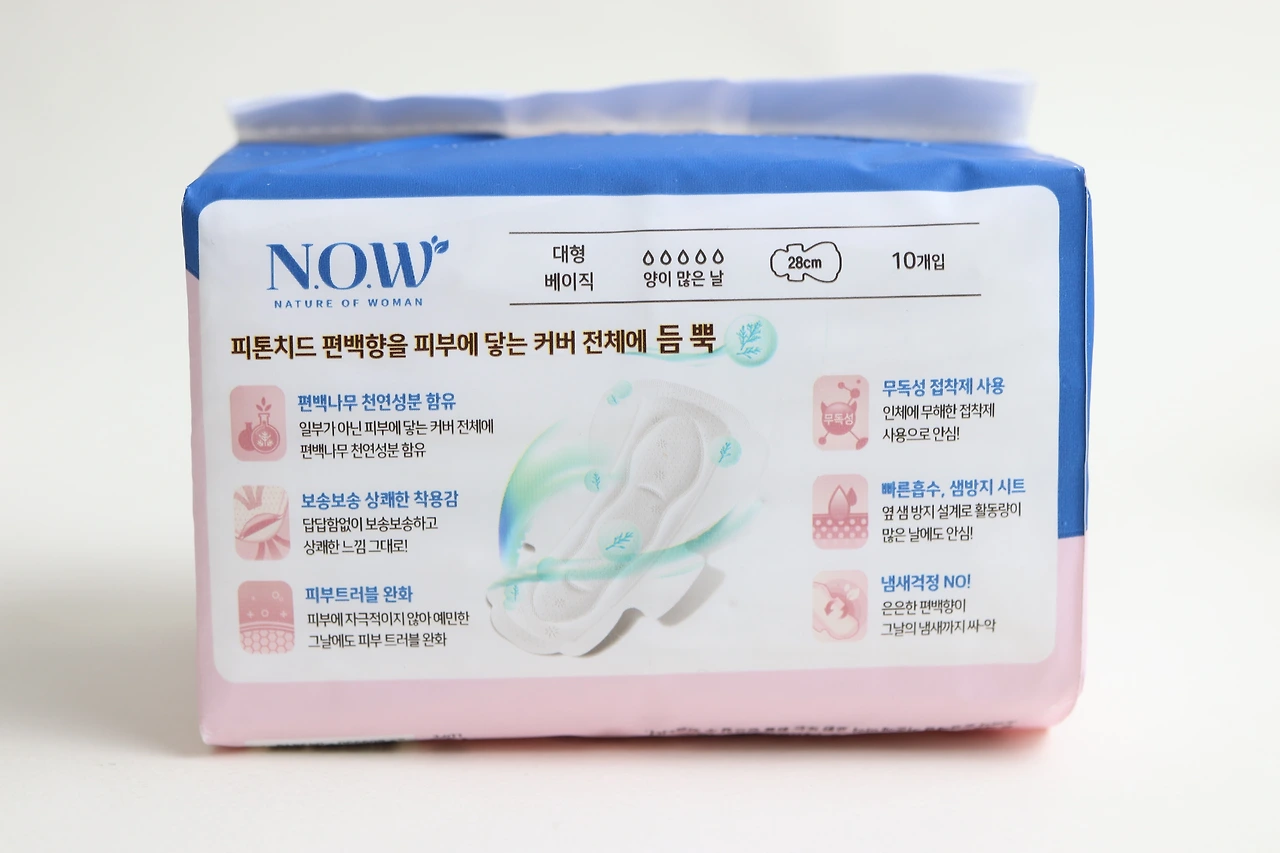 N.O.W
NATURE OF WOMAN
대형
베이직
양이 많은 날
28cm
10개입
피톤치드 편백향을 피부에 닿는 커버 전체에 듬 뿍
편백나무 천연성분 함유
일부가 아닌 피부에 닿는 커버 전체에
편백나무 천연성분 함유
보송보송 상쾌한 착용감
답답함없이 보송보송하고
상쾌한 느낌 그대로!
피부트러블 완화
피부에 자극적이지 않아 예민한
그날에도 피부 트러블 완화
무독성
무독성 접착제 사용
인체에 무해한 접착제
사용으로 안심!
빠른흡수, 샘방지 시트
옆 샘 방지 설계로 활동량이
많은 날에도 안심!
냄새걱정 NO!
은은한 편백향이
그날의 냄새까지 싸-악